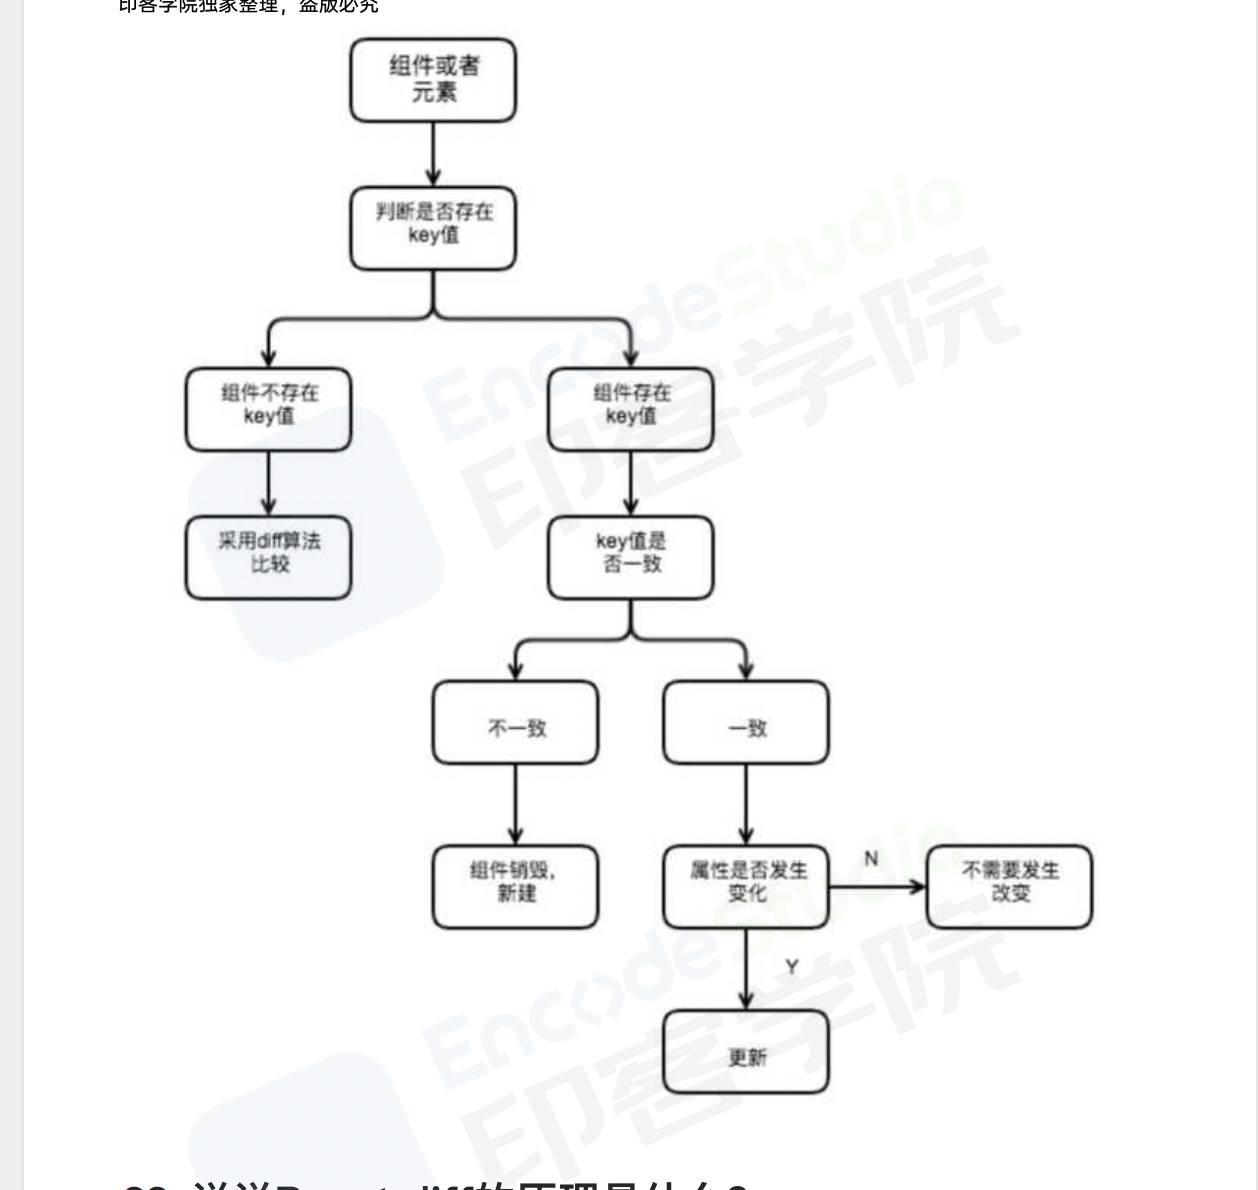 印客学院独家整理，盗版必究
组件或者
元素
判断是否存在
key值
组件不存在
key值
组件存在
key值
采用diff算法
比较
key值是
否一致
不一致
一致
组件销毁，
新建
属性是否发生
变化
N
不需要发生
改变
Y
更新
EncodeStudio
印客学院
EncodeStudio
印客学院